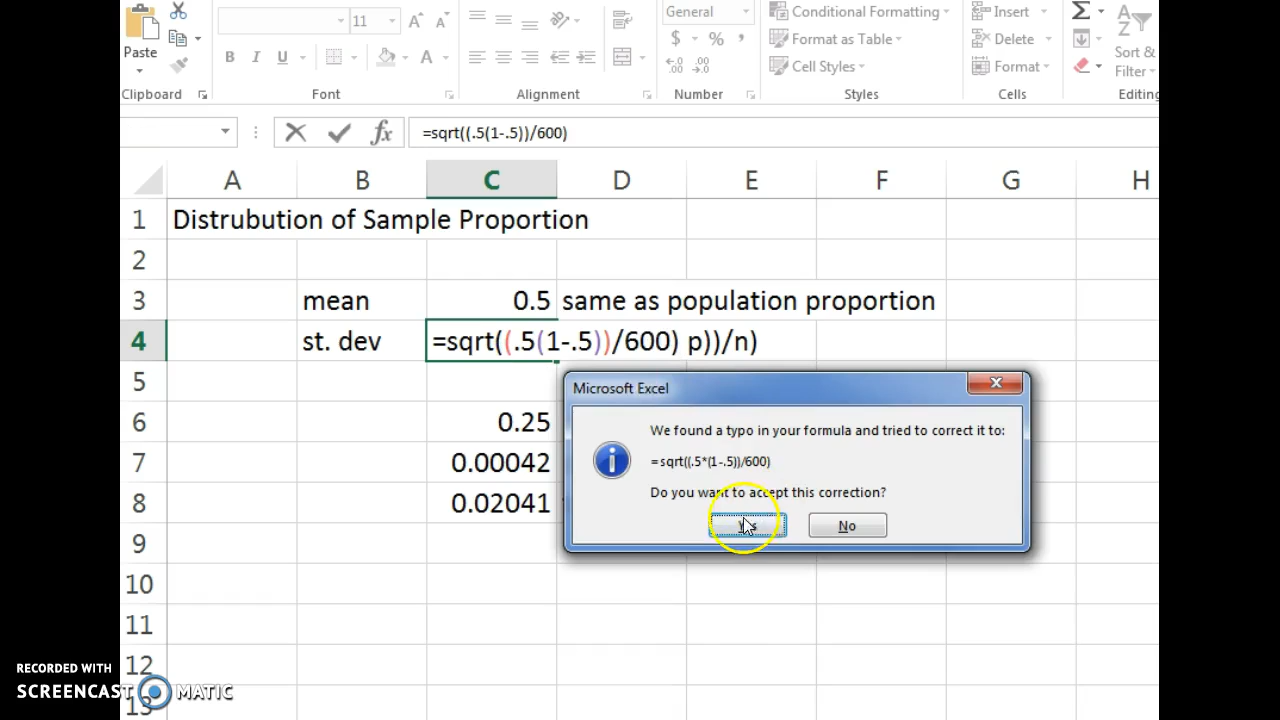 11
General
Conditional Formatting
Insert
Paste
B I U
A
$ % ,
Format as Table
Delete
Sort &
Cell Styles
Format
Filter
Clipboard
Font
Alignment
Number
Styles
Cells
Editing
fx
=sqrt((.5(1-.5))/600)
A B C D E F G H
1 Distrubution of Sample Proportion
2
3 mean 0.5 same as population proportion
4 st. dev =sqrt((.5(1-.5))/600) p))/n)
5
Microsoft Excel
6 0.25
We found a typo in your formula and tried to correct it to:
7 0.00042
=sqrt((.5*(1-.5))/600)
Do you want to accept this correction?
8 0.02041
Yes No
9
10
11
12
13
RECORDED WITH
SCREENCAST MATIC